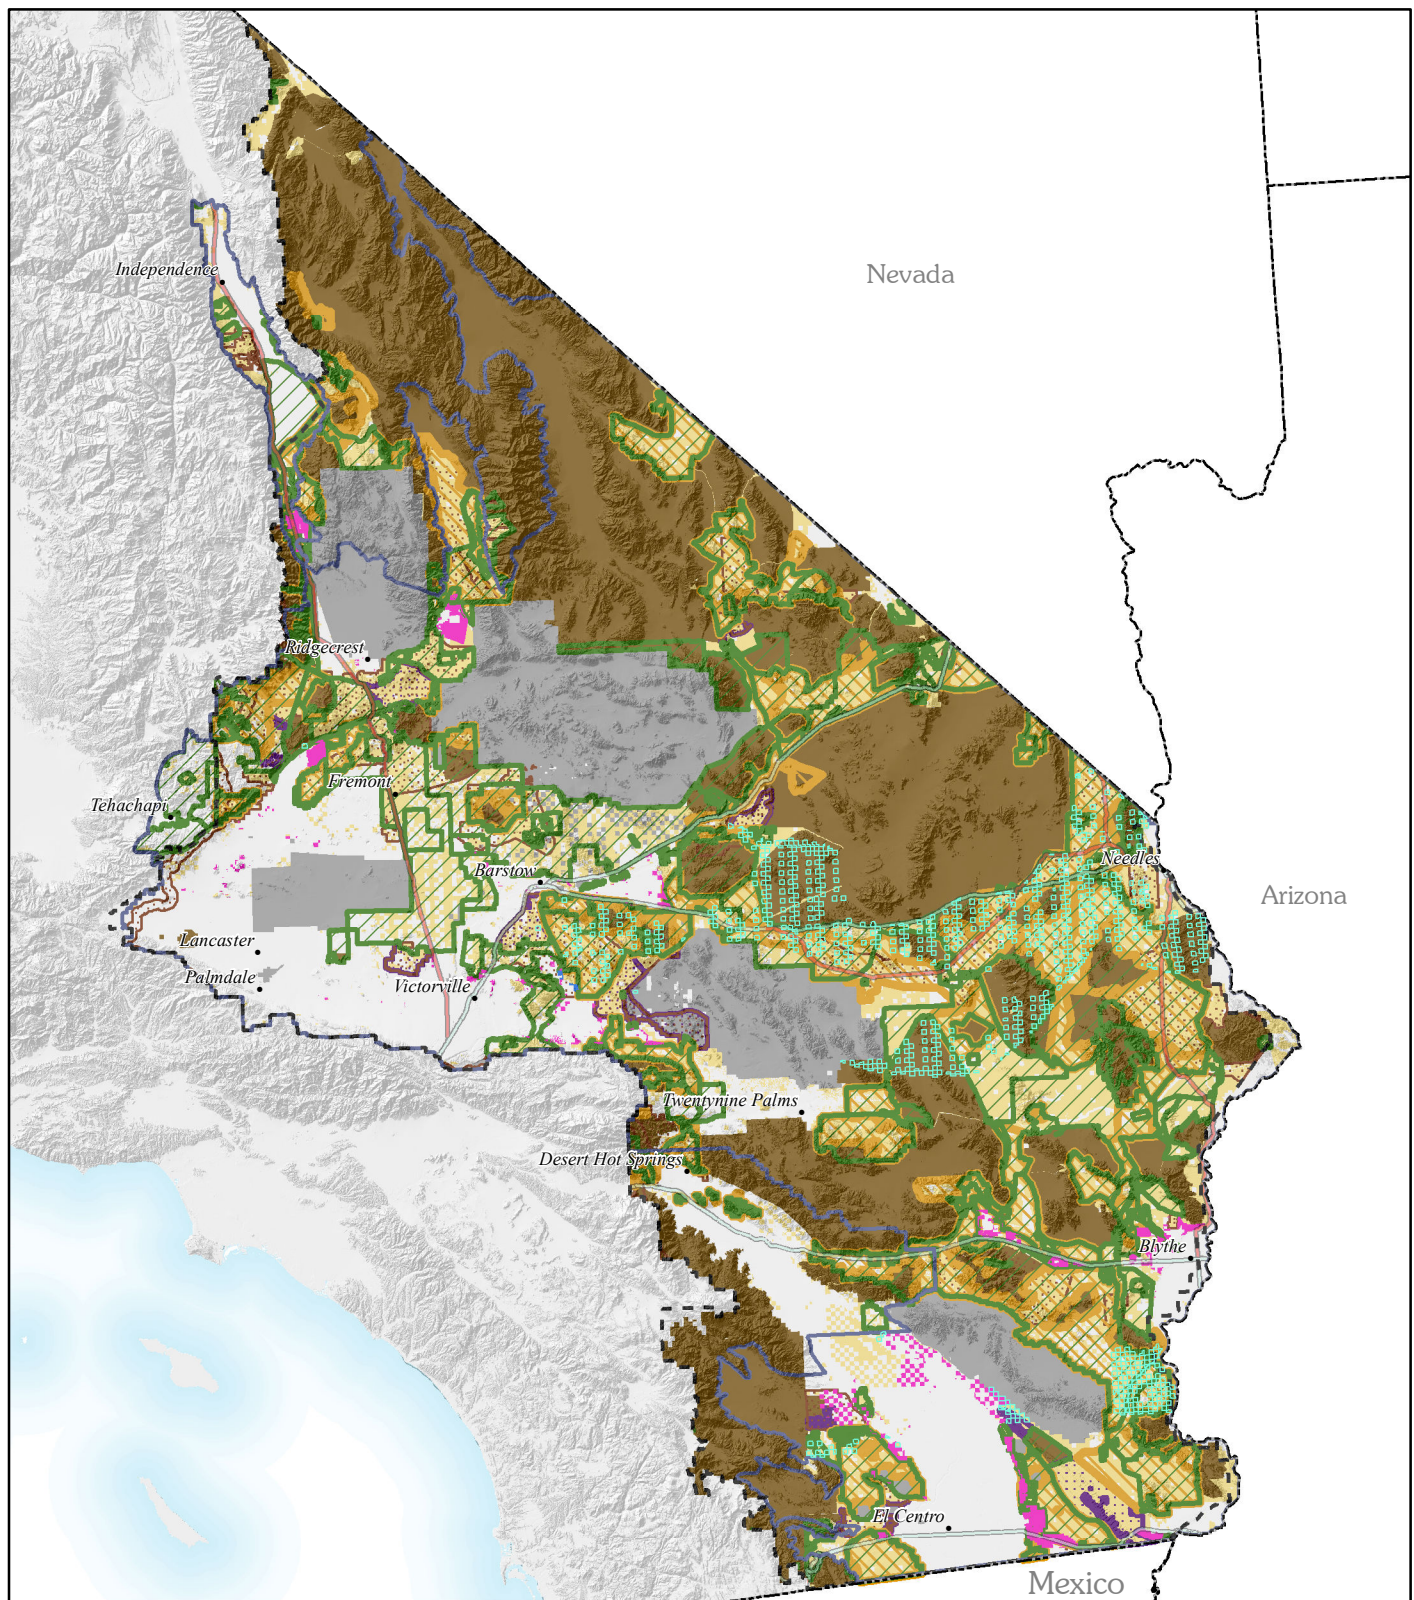 Nevada
Independence
Ridgecrest
Fremont
Tehachapi
Needles
Barstow
Arizona
Lancaster
Palmdale
Victorville
Twentynine Palms
Desert Hot Springs
Blythe
El Centro
Mexico